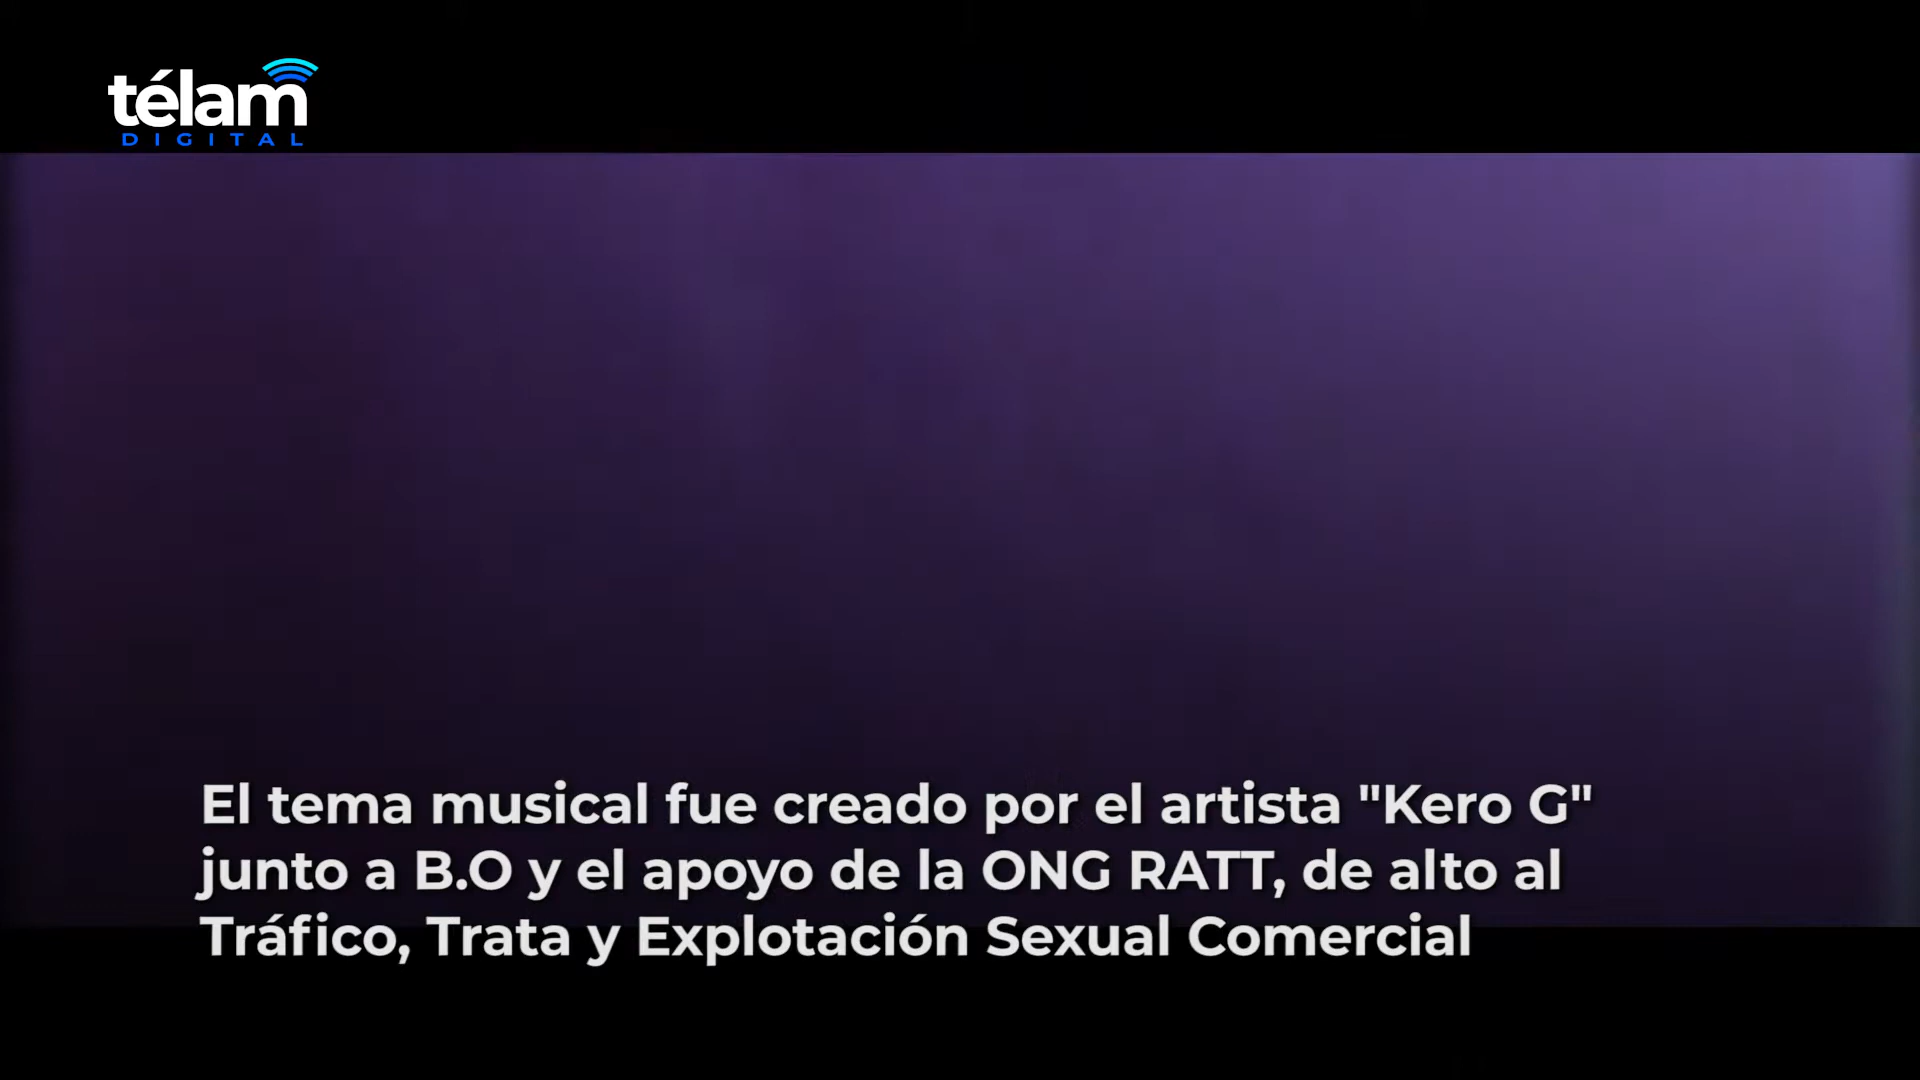 télam
DIGITAL
El tema musical fue creado por el artista "Kero G"
junto a B.O y el apoyo de la ONG RATT, de alto al
Tráfico, Trata y Explotación Sexual Comercial